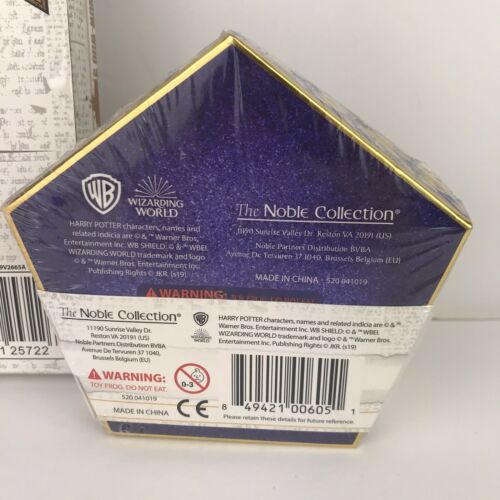 WB
WIZARDING
WORLD
HARRY POTTER characters, names and
related indicia are © & ™ Warner Bros.
Entertainment Inc. WB SHIELD: © & ™ WBEI.
WIZARDING WORLD trademark and logo
© & ™ Warner Bros. Entertainment Inc.
Publishing Rights © JKR. (s19)
The Noble Collection®
11190 Sunrise Valley Dr. Reston VA 20191 (US)
Noble Partners Distribution BVBA
Avenue De Tervuren 37 1040, Brussels Belgium (EU)
MADE IN CHINA - 520 041019
WARNING:
The Noble Collection®
11190 Sunrise Valley Dr.
Reston VA 20191 (US)
Noble Partners Distribution BVBA
Avenue De Tervuren 37 1040,
Brussels Belgium (EU)
WARNING:
TOY FROG. DO NOT EAT.
520 041019
MADE IN CHINA
0-3
CE
WB
WIZARDING
WORLD
HARRY POTTER characters, names and related indicia are © & ™
Warner Bros. Entertainment Inc. WB SHIELD: © & ™ WBEI.
WIZARDING WORLD trademark and logo © & ™ Warner Bros.
Entertainment Inc. Publishing Rights © JKR. (s19)
8 49421 00605 1
Please retain these details for future reference.
9V2665A
1 25722